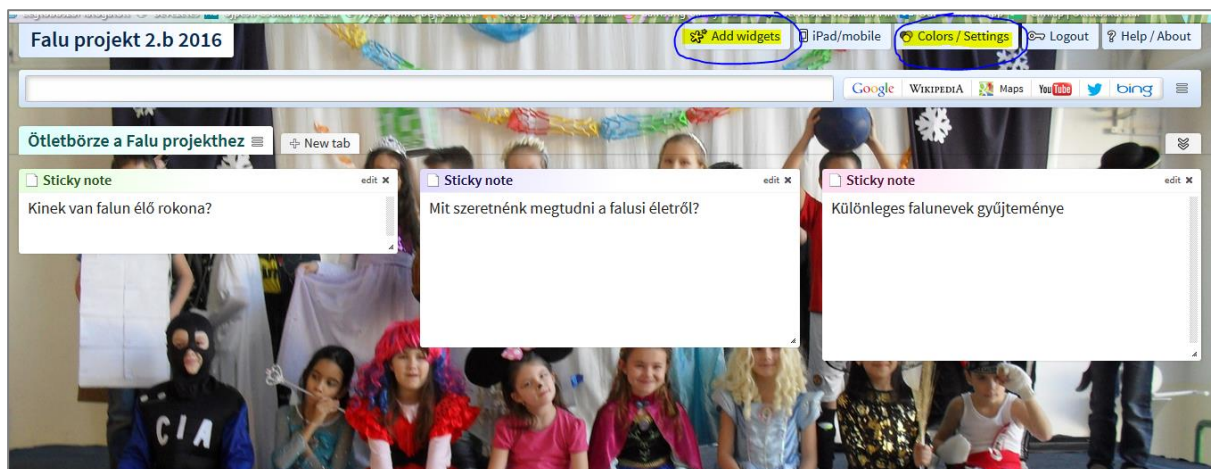 Falu projekt 2.b 2016
Add widgets
iPad/mobile
Colors / Settings
Logout
? Help / About
Google WIKIPEDIA Maps YouTube bing
Ötletbörze a Falu projekthez
New tab
Sticky note edit x
Kinek van falun élő rokona?
Sticky note edit x
Mit szeretnénk megtudni a falusi életről?
Sticky note edit x
Különleges falunevek gyűjteménye
CIA